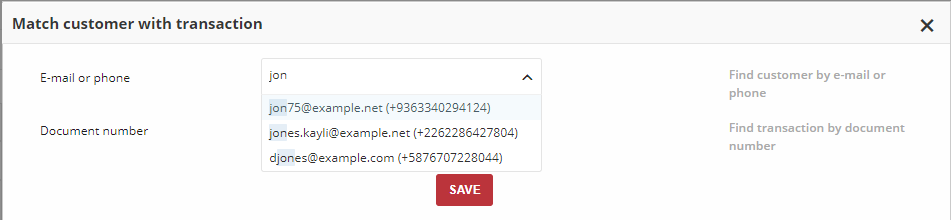 Match customer with transaction
E-mail or phone
jon
Find customer by e-mail or
phone
jon75@example.net (+9363340294124)
jones.kayli@example.net (+2262286427804)
djones@example.com (+5876707228044)
Document number
Find transaction by document
number
SAVE